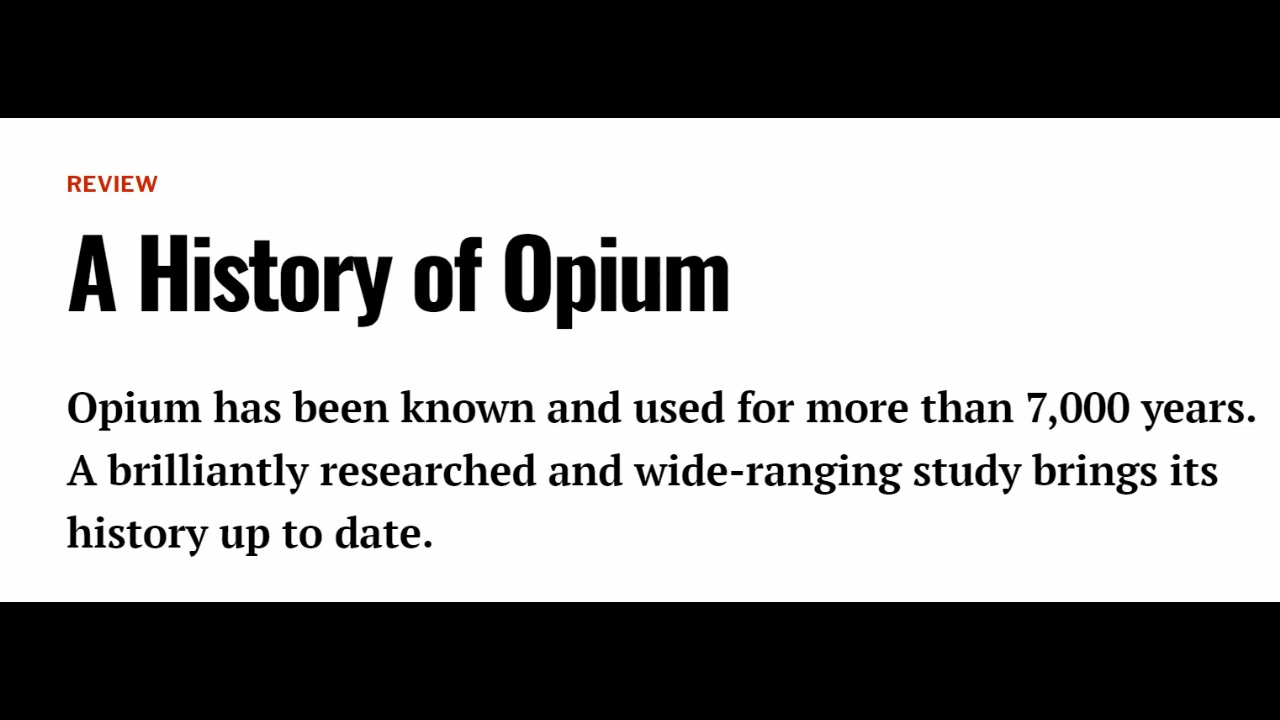 REVIEW
A History of Opium
Opium has been known and used for more than 7,000 years.
A brilliantly researched and wide-ranging study brings its
history up to date.